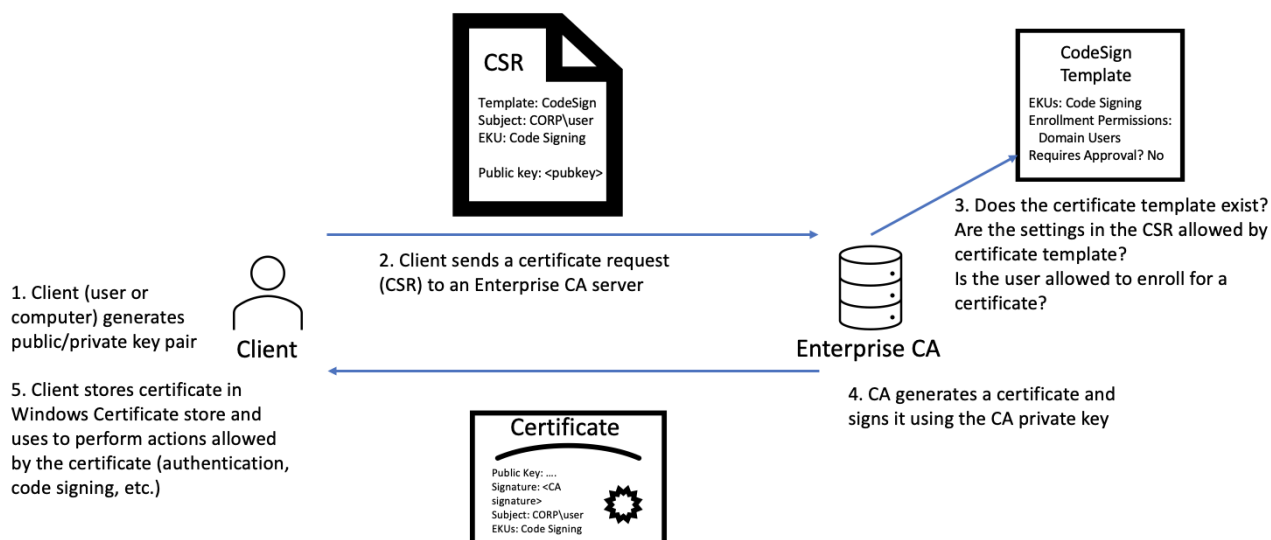 CSR
Template: CodeSign
Subject: CORP\user
EKU: Code Signing
Public key: <pubkey>
CodeSign
Template
EKUs: Code Signing
Enrollment Permissions:
Domain Users
Requires Approval? No
1. Client (user or
computer) generates
public/private key pair
Client
2. Client sends a certificate request
(CSR) to an Enterprise CA server
Enterprise CA
3. Does the certificate template exist?
Are the settings in the CSR allowed by
certificate template?
Is the user allowed to enroll for a
certificate?
4. CA generates a certificate and
signs it using the CA private key
Certificate
Public Key: ....
Signature: <CA
signature>
Subject: CORP\user
EKUs: Code Signing
5. Client stores certificate in
Windows Certificate store and
uses to perform actions allowed
by the certificate (authentication,
code signing, etc.)